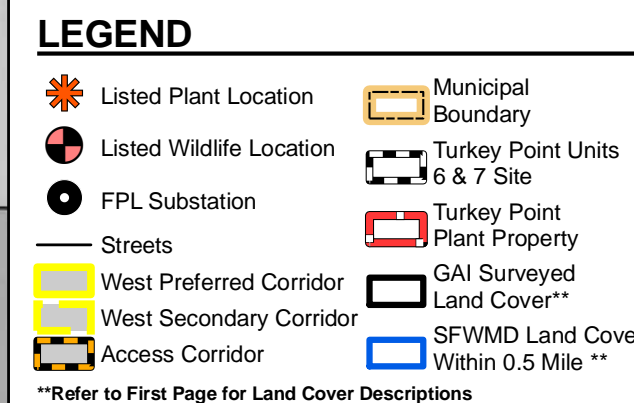 LEGEND
Listed Plant Location
Listed Wildlife Location
FPL Substation
Streets
West Preferred Corridor
West Secondary Corridor
Access Corridor
Municipal
Boundary
Turkey Point Units
6 & 7 Site
Turkey Point
Plant Property
GAI Surveyed
Land Cover**
SFWMD Land Cove
Within 0.5 Mile **
**Refer to First Page for Land Cover Descriptions